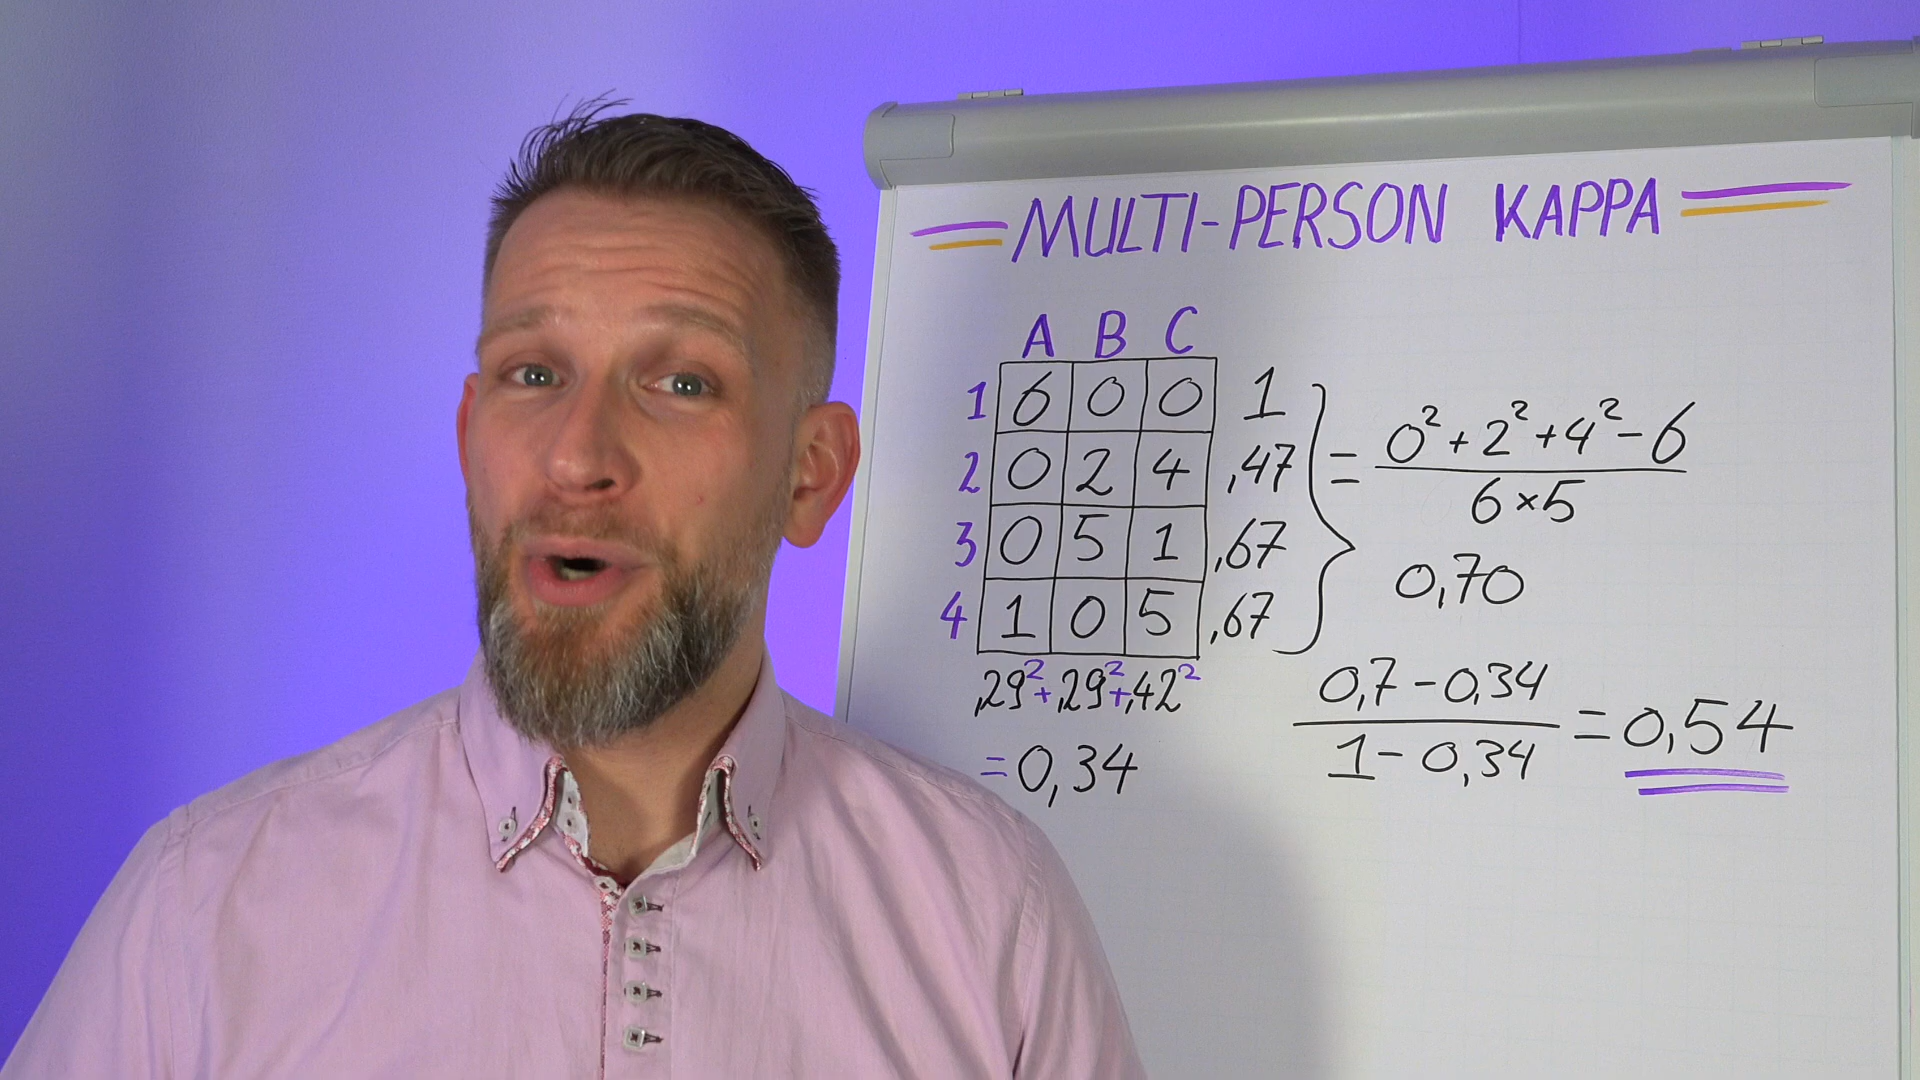 MULTI-PERSON KAPPA
A B C
1 6 0 0 1
2 0 2 4 ,47
3 0 5 1 ,67
4 1 0 5 ,67
= 0² + 2² + 4² - 6
6 × 5
0,70
,29² + ,29² + ,42²
= 0,34
0,7 - 0,34
1 - 0,34
= 0,54